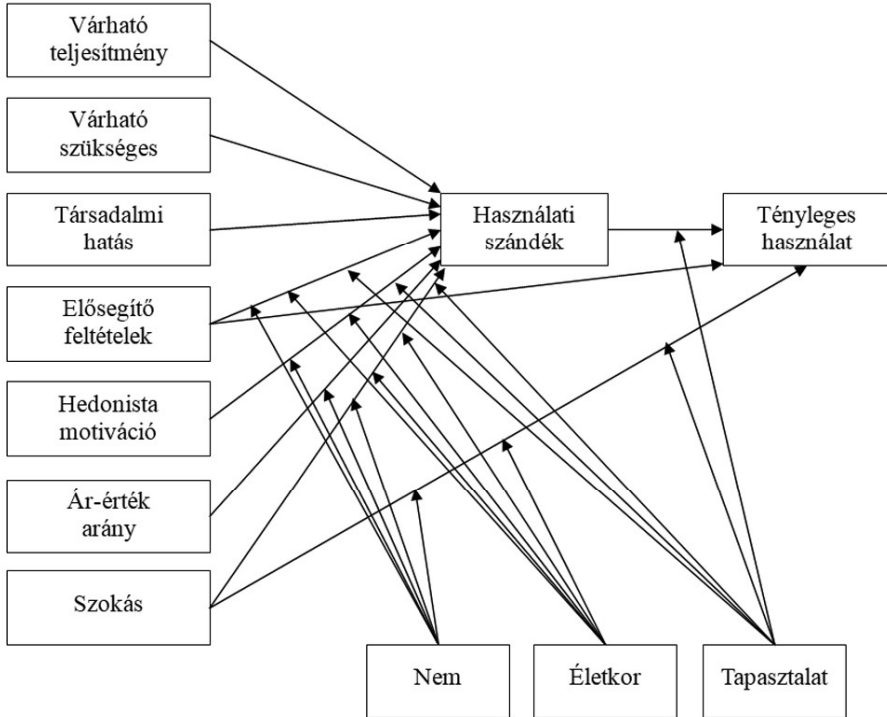 Várható
teljesítmény
Várható
szükséges
Társadalmi
hatás
Elősegítő
feltételek
Hedonista
motiváció
Ár-érték
arány
Szokás
Használati
szándék
Tényleges
használat
Nem
Életkor
Tapasztalat